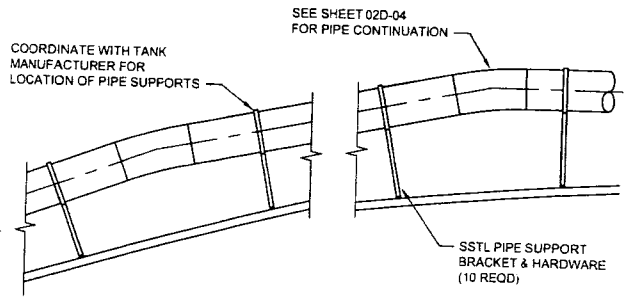 SEE SHEET 02D-04
FOR PIPE CONTINUATION
COORDINATE WITH TANK
MANUFACTURER FOR
LOCATION OF PIPE SUPPORTS
SSTL PIPE SUPPORT
BRACKET & HARDWARE
(10 REQD)